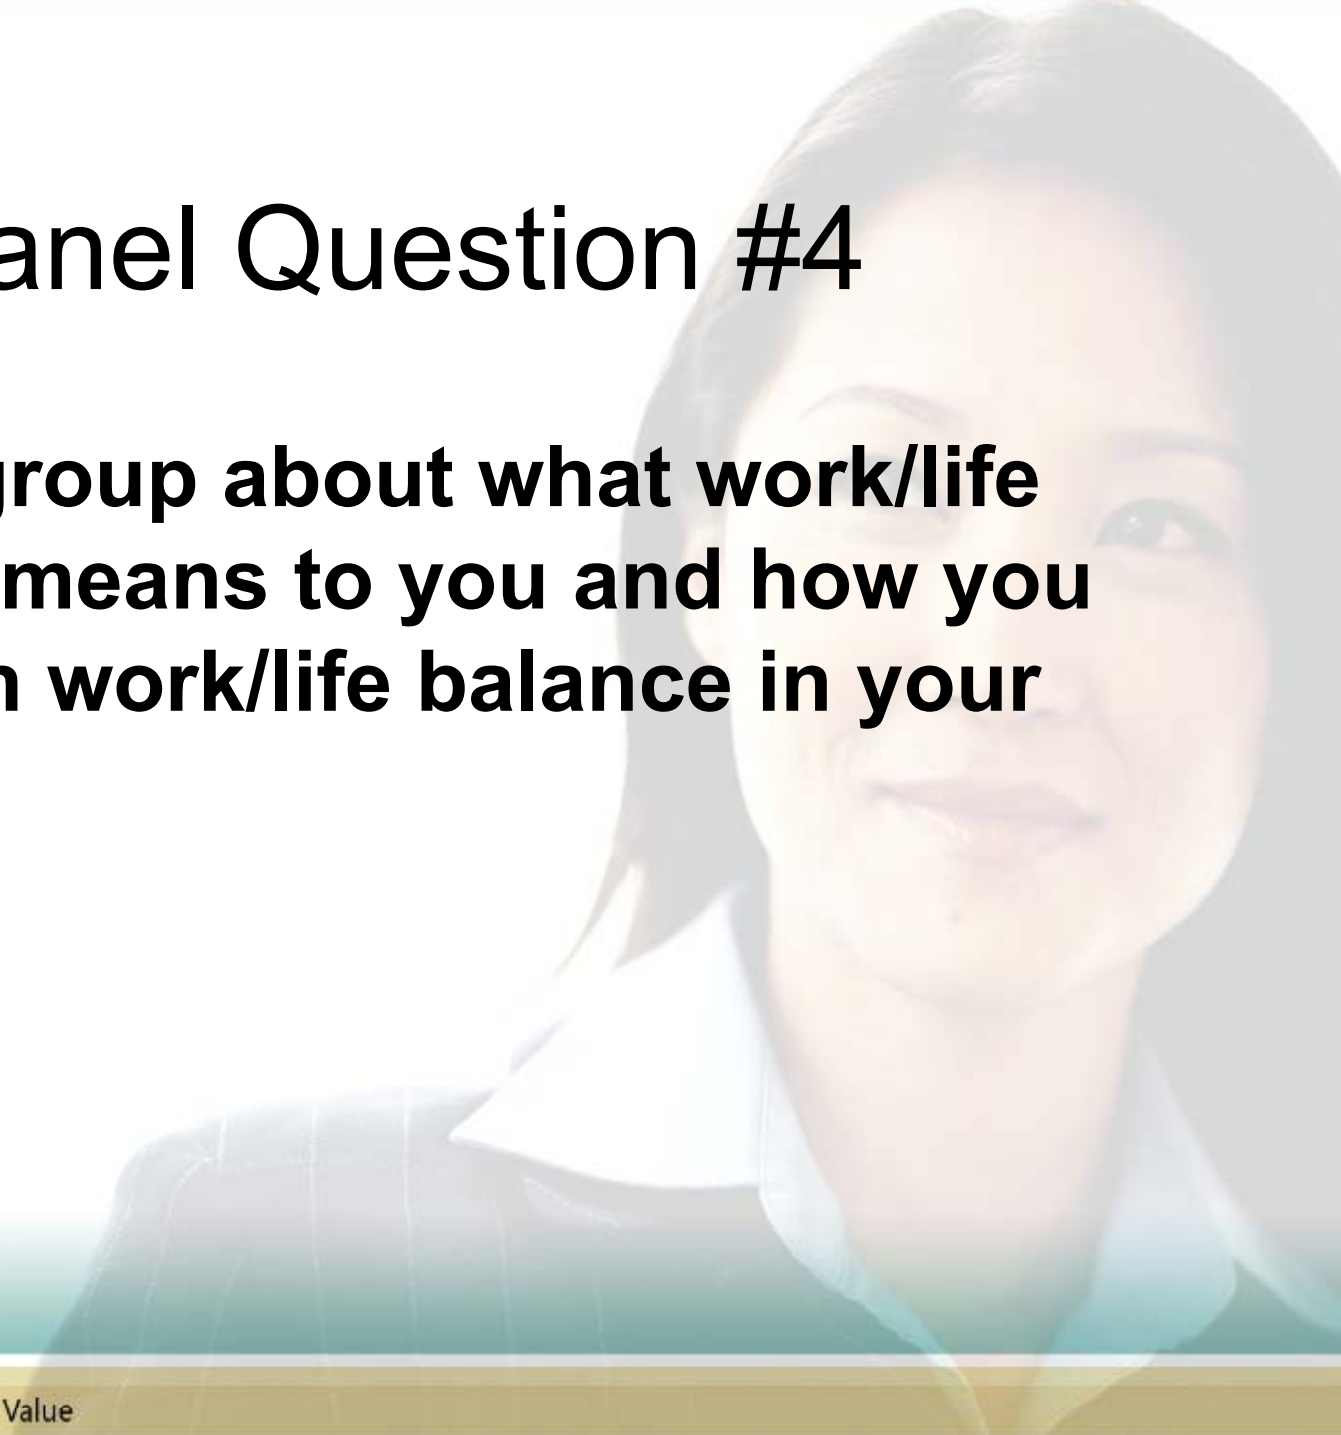 anel Question #4
group about what work/life
means to you and how you
n work/life balance in your
Value